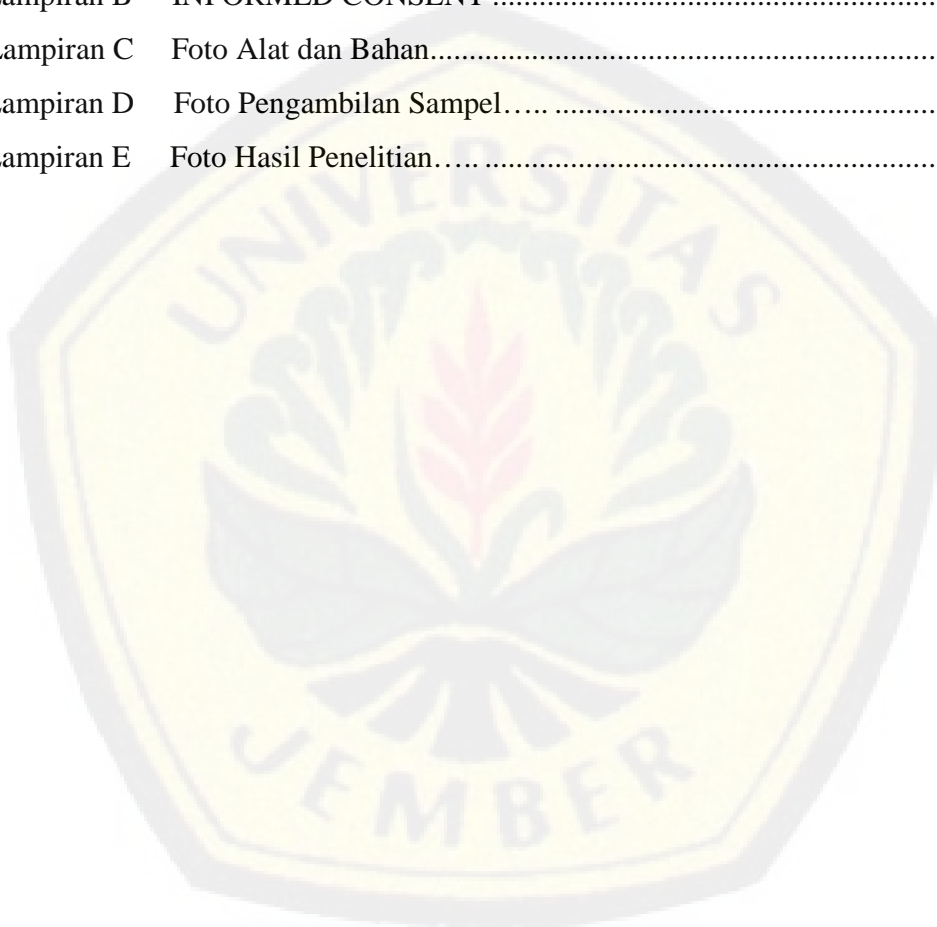 Lampiran B INFORMED CONSENT ........................................................
Lampiran C Foto Alat dan Bahan................................................................
Lampiran D Foto Pengambilan Sampel….. ................................................
Lampiran E Foto Hasil Penelitian….. .........................................................
UNIVERSITAS
JEMBER